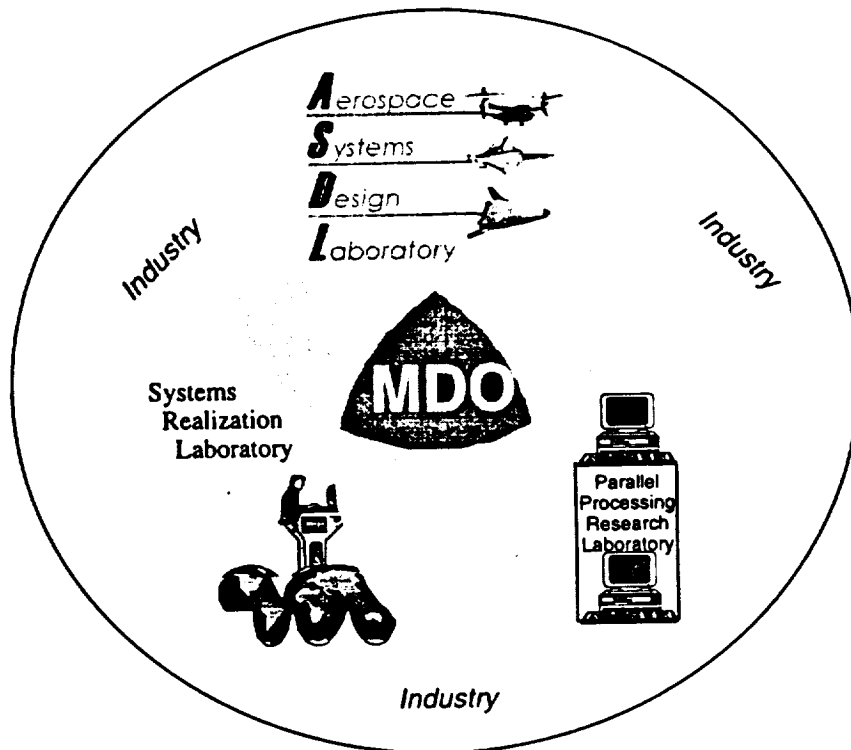 Aerospace
Systems
Design
Laboratory
Industry
Industry
MDO
Systems
Realization
Laboratory
Parallel
Processing
Research
Laboratory
Industry